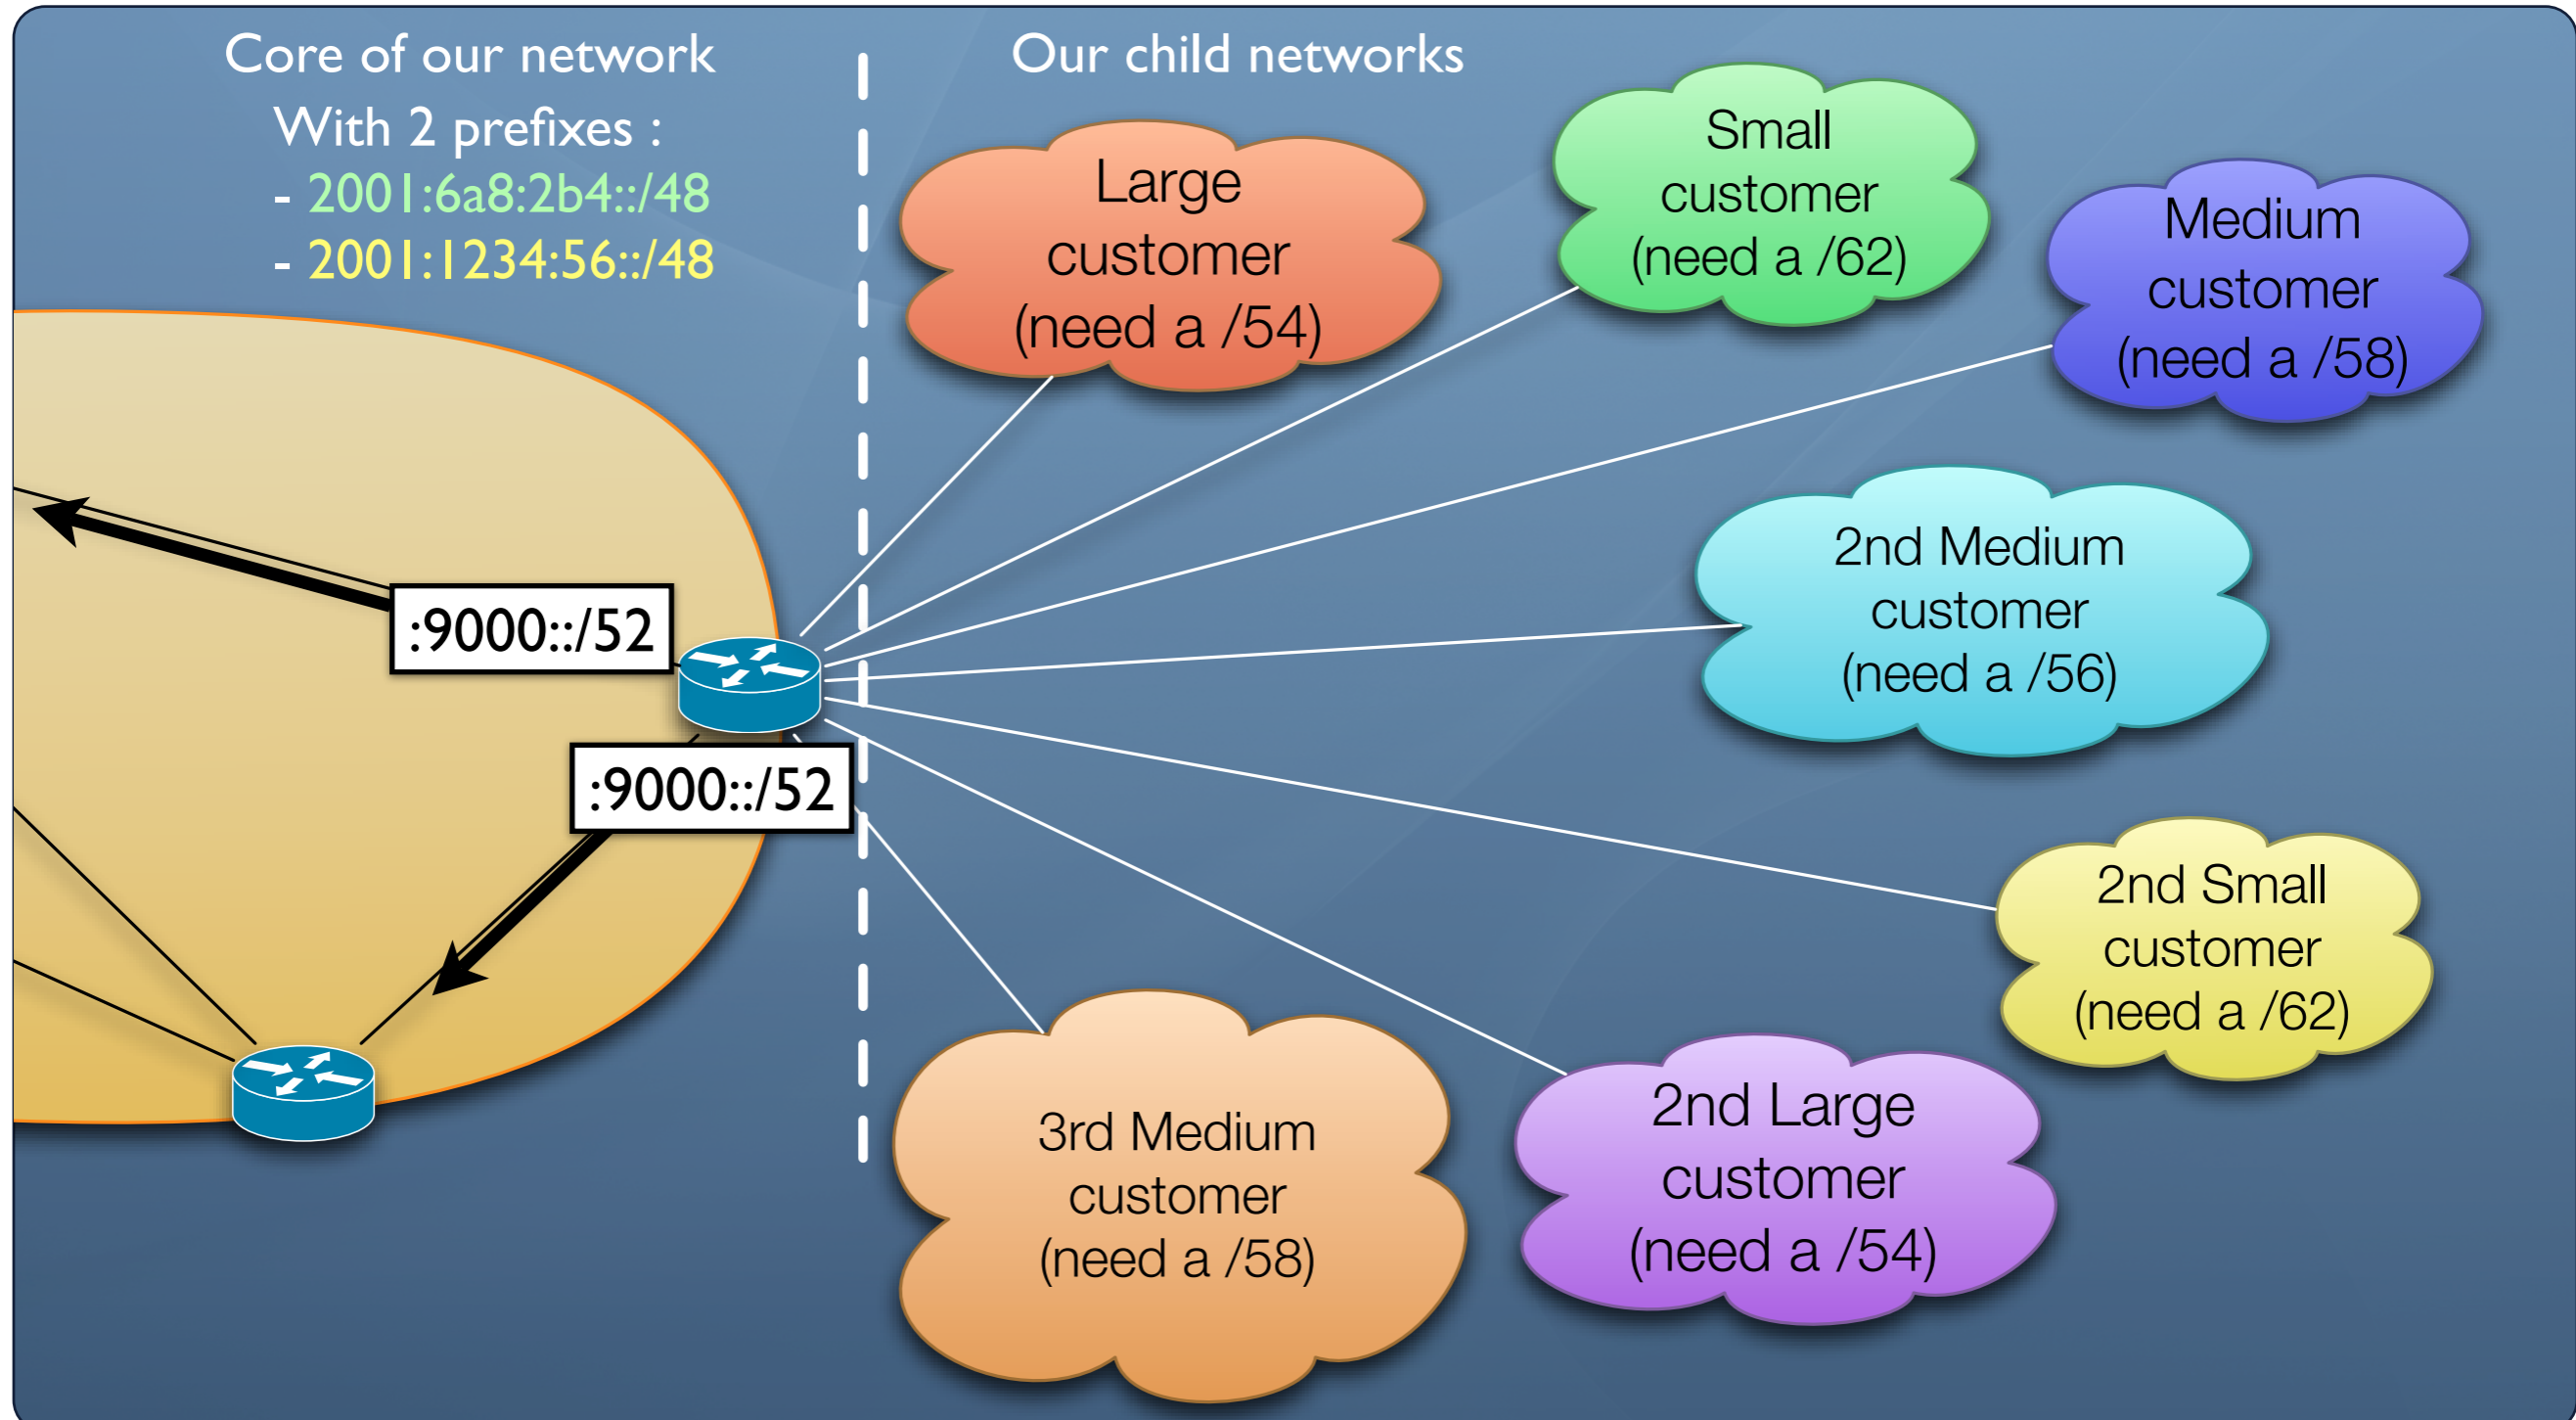 Core of our network
With 2 prefixes :
- 2001:6a8:2b4::/48
- 2001:1234:56::/48
Our child networks
Large
customer
(need a /54)
Small
customer
(need a /62)
Medium
customer
(need a /58)
2nd Medium
customer
(need a /56)
:9000::/52
:9000::/52
2nd Small
customer
(need a /62)
3rd Medium
customer
(need a /58)
2nd Large
customer
(need a /54)